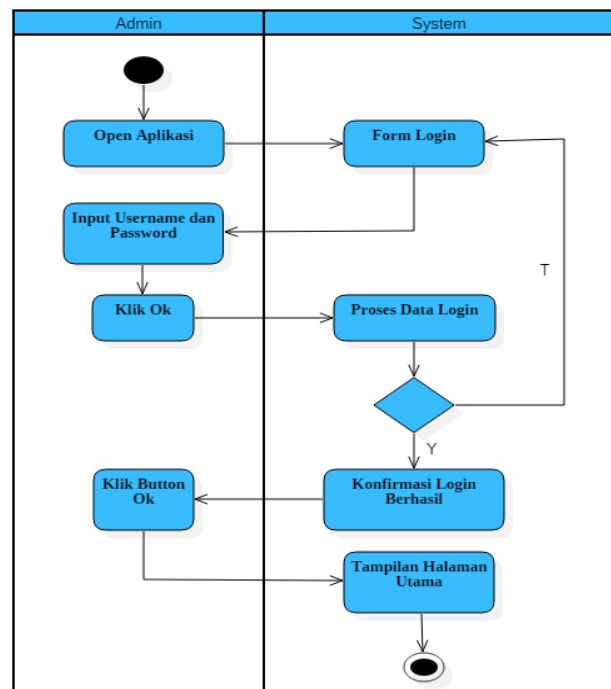 Admin
System
Open Aplikasi
Form Login
Input Username dan
Password
T
Klik Ok
Proses Data Login
Y
Klik Button
Ok
Konfirmasi Login
Berhasil
Tampilan Halaman
Utama